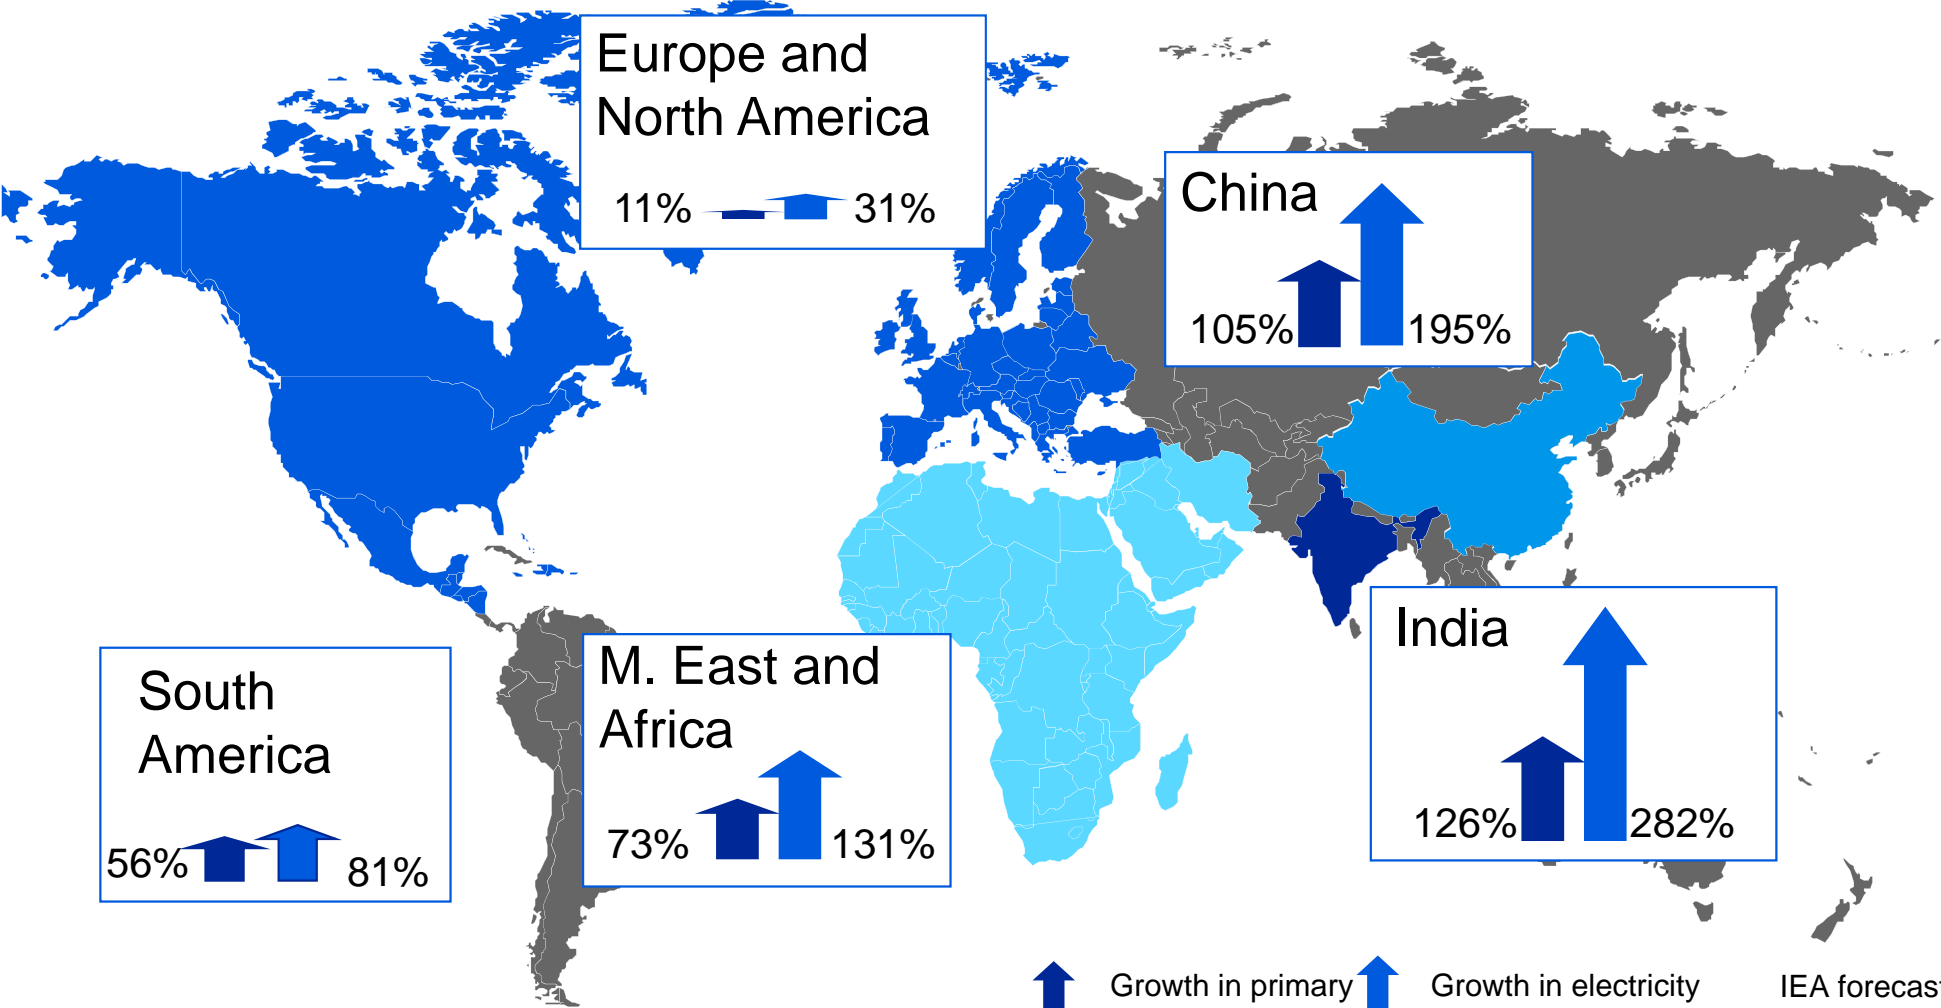 Europe and
North America
11%
31%
China
105%
195%
India
126%
282%
M. East and
Africa
73%
131%
South
America
56%
81%
Growth in primary
Growth in electricity
IEA forecas